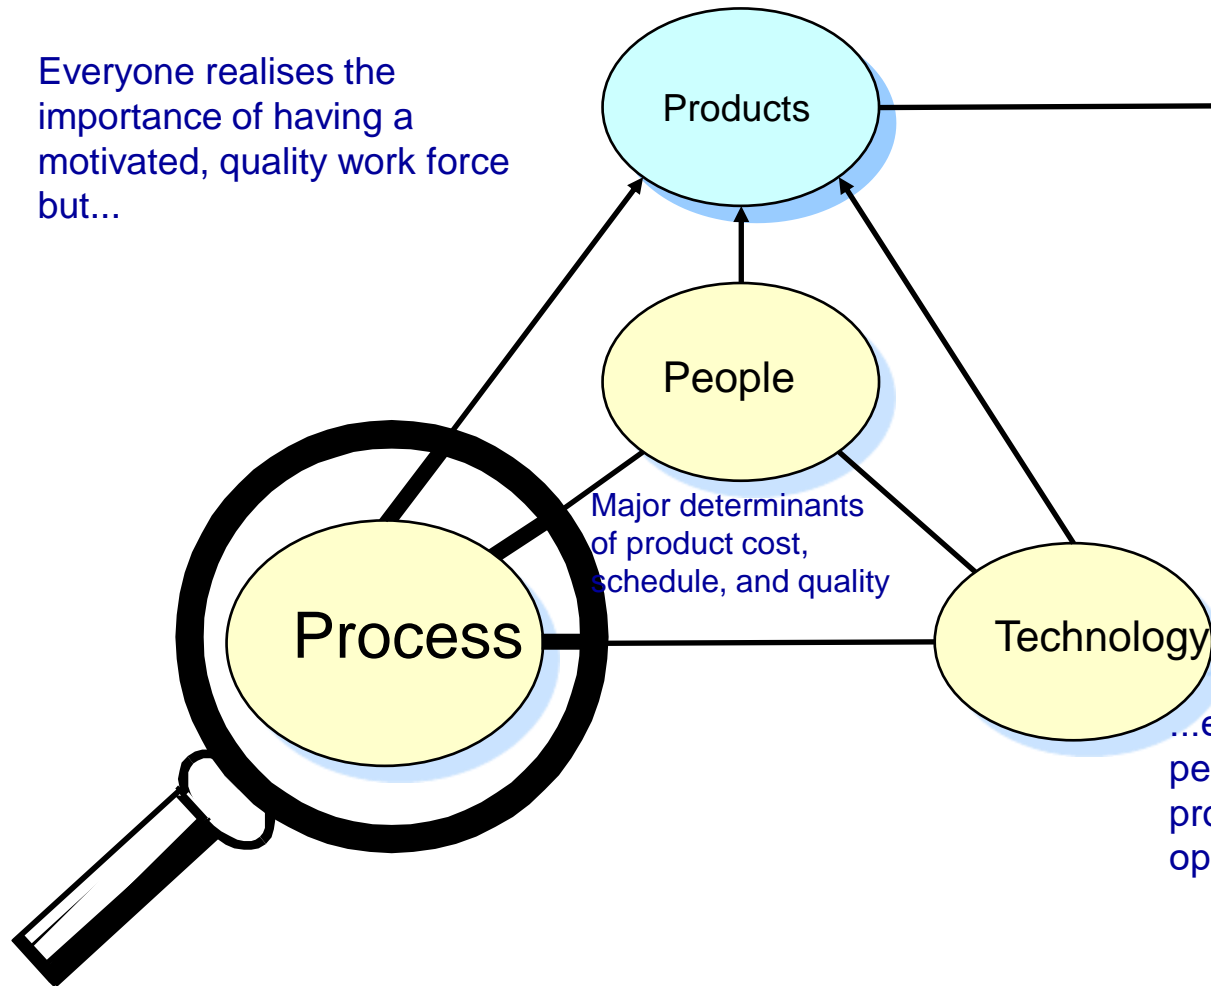 Everyone realises the
importance of having a
motivated, quality work force
but...
Products
People
Major determinants
of product cost,
schedule, and quality
Process
Technology